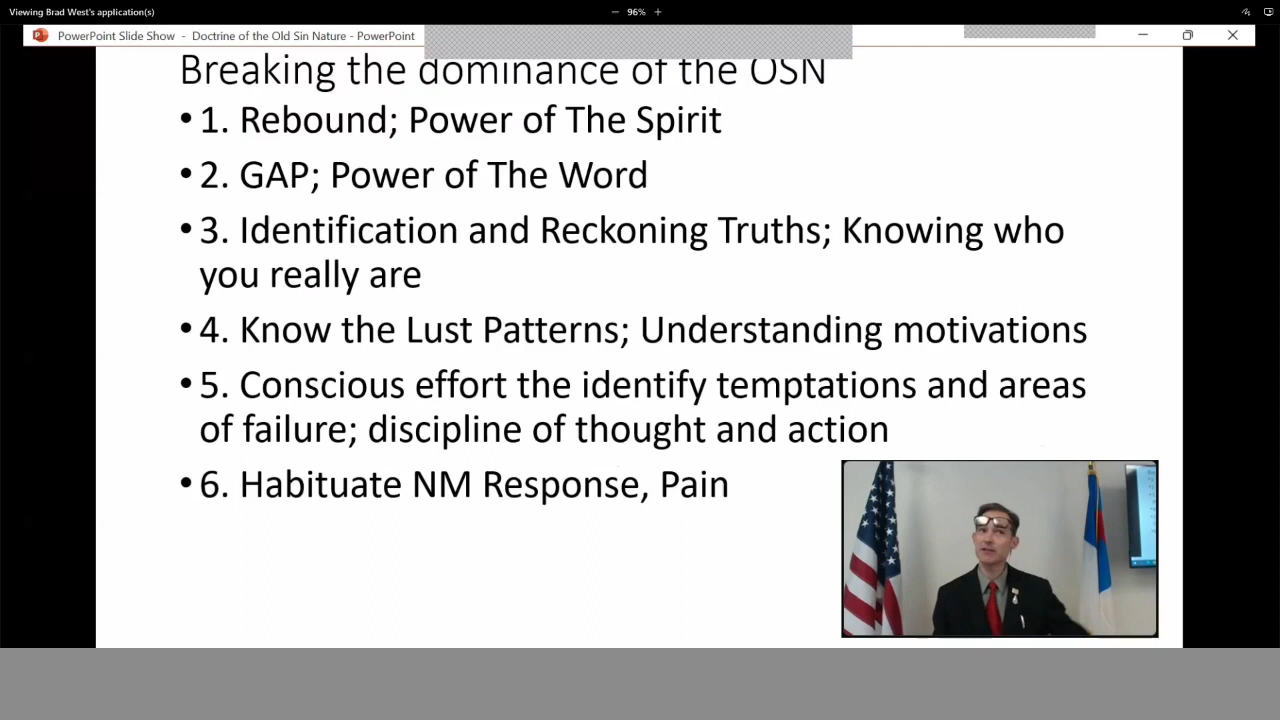 Viewing Brad West's application(s)
96%
PowerPoint Slide Show - Doctrine of the Old Sin Nature - PowerPoint
Breaking the dominance of the OSN
• 1. Rebound; Power of The Spirit
• 2. GAP; Power of The Word
• 3. Identification and Reckoning Truths; Knowing who
you really are
• 4. Know the Lust Patterns; Understanding motivations
• 5. Conscious effort the identify temptations and areas
of failure; discipline of thought and action
• 6. Habituate NM Response, Pain